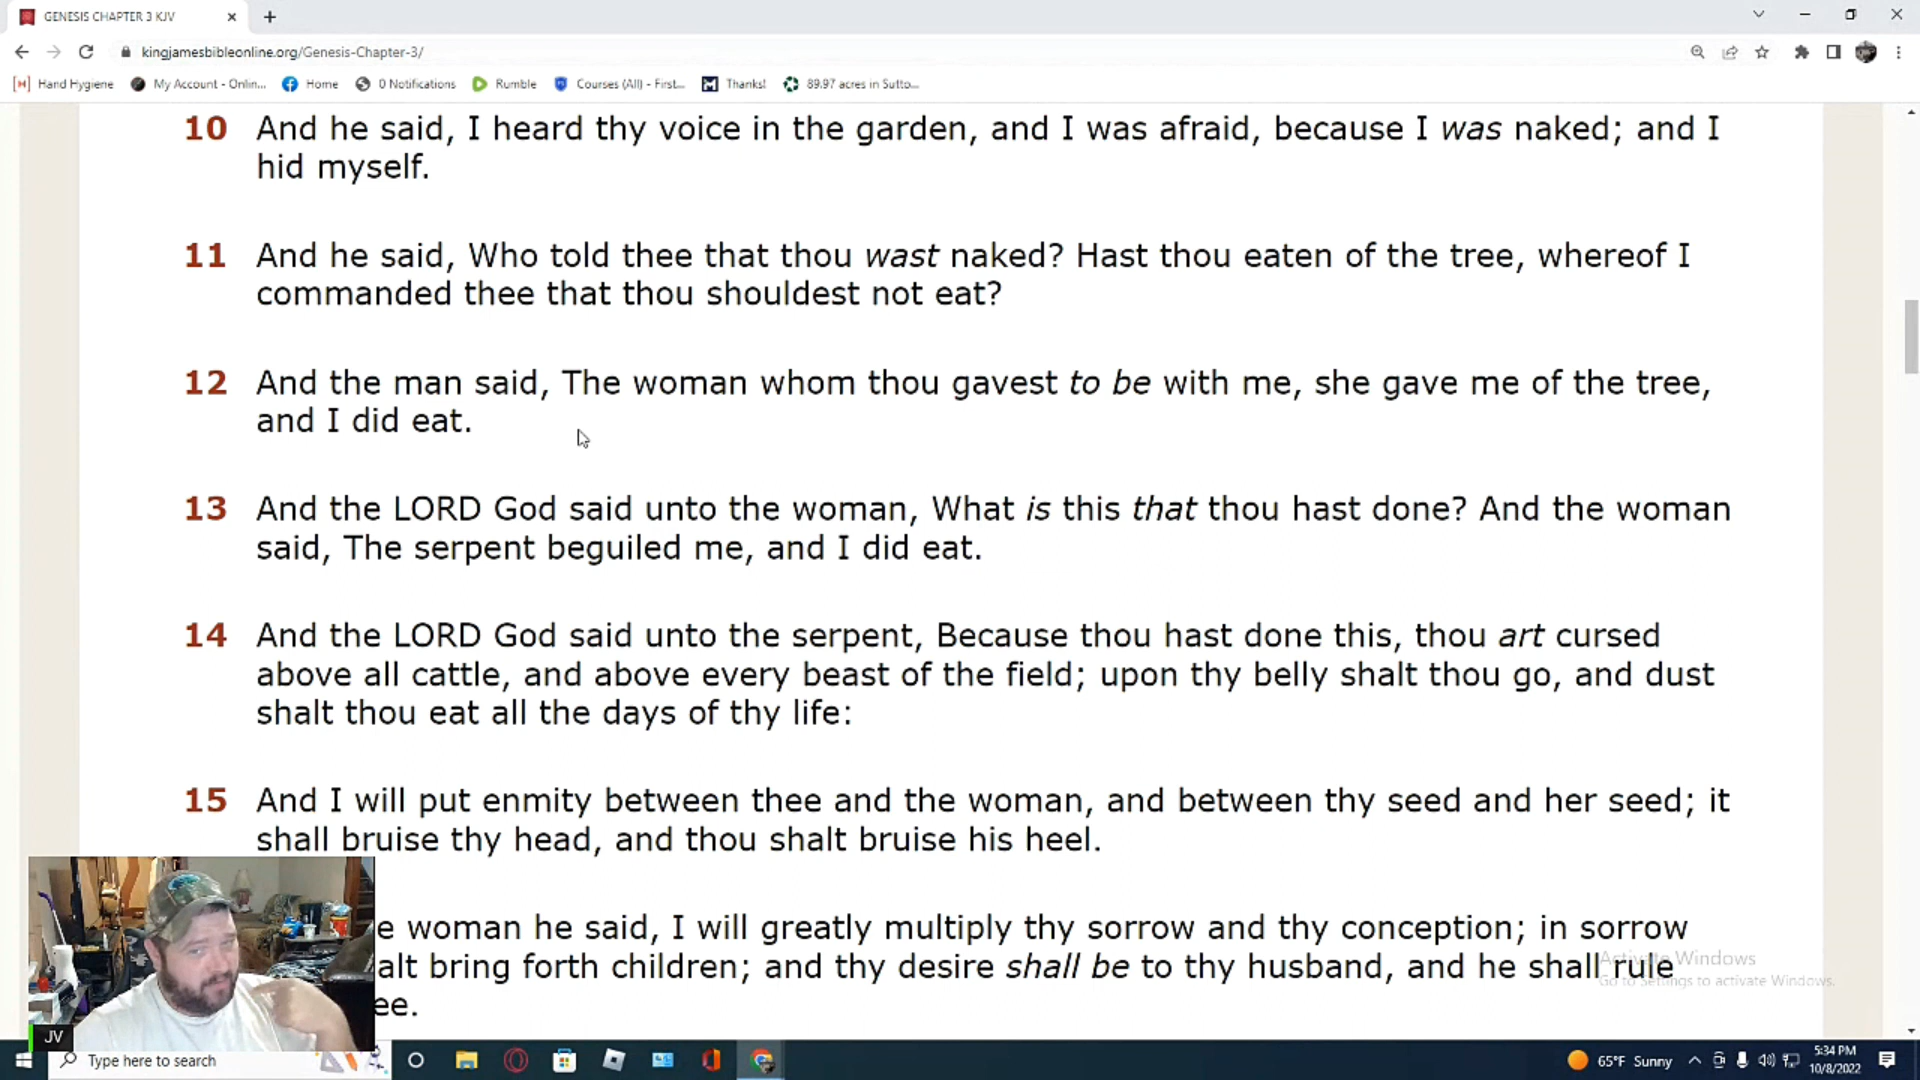 GENESIS CHAPTER 3 KJV
kingjamesbibleonline.org/Genesis-Chapter-3/
Hand Hygiene My Account - Onlin... Home 0 Notifications Rumble Courses (All) - First... Thanks! 89.97 acres in Sutto...
10 And he said, I heard thy voice in the garden, and I was afraid, because I was naked; and I
hid myself.
11 And he said, Who told thee that thou wast naked? Hast thou eaten of the tree, whereof I
commanded thee that thou shouldest not eat?
12 And the man said, The woman whom thou gavest to be with me, she gave me of the tree,
and I did eat.
13 And the LORD God said unto the woman, What is this that thou hast done? And the woman
said, The serpent beguiled me, and I did eat.
14 And the LORD God said unto the serpent, Because thou hast done this, thou art cursed
above all cattle, and above every beast of the field; upon thy belly shalt thou go, and dust
shalt thou eat all the days of thy life:
15 And I will put enmity between thee and the woman, and between thy seed and her seed; it
shall bruise thy head, and thou shalt bruise his heel.
e woman he said, I will greatly multiply thy sorrow and thy conception; in sorrow
alt bring forth children; and thy desire shall be to thy husband, and he shall rule
ee.
Activate Windows
Go to Settings to activate Windows.
JV
Type here to search
65°F Sunny
5:34 PM
10/8/2022